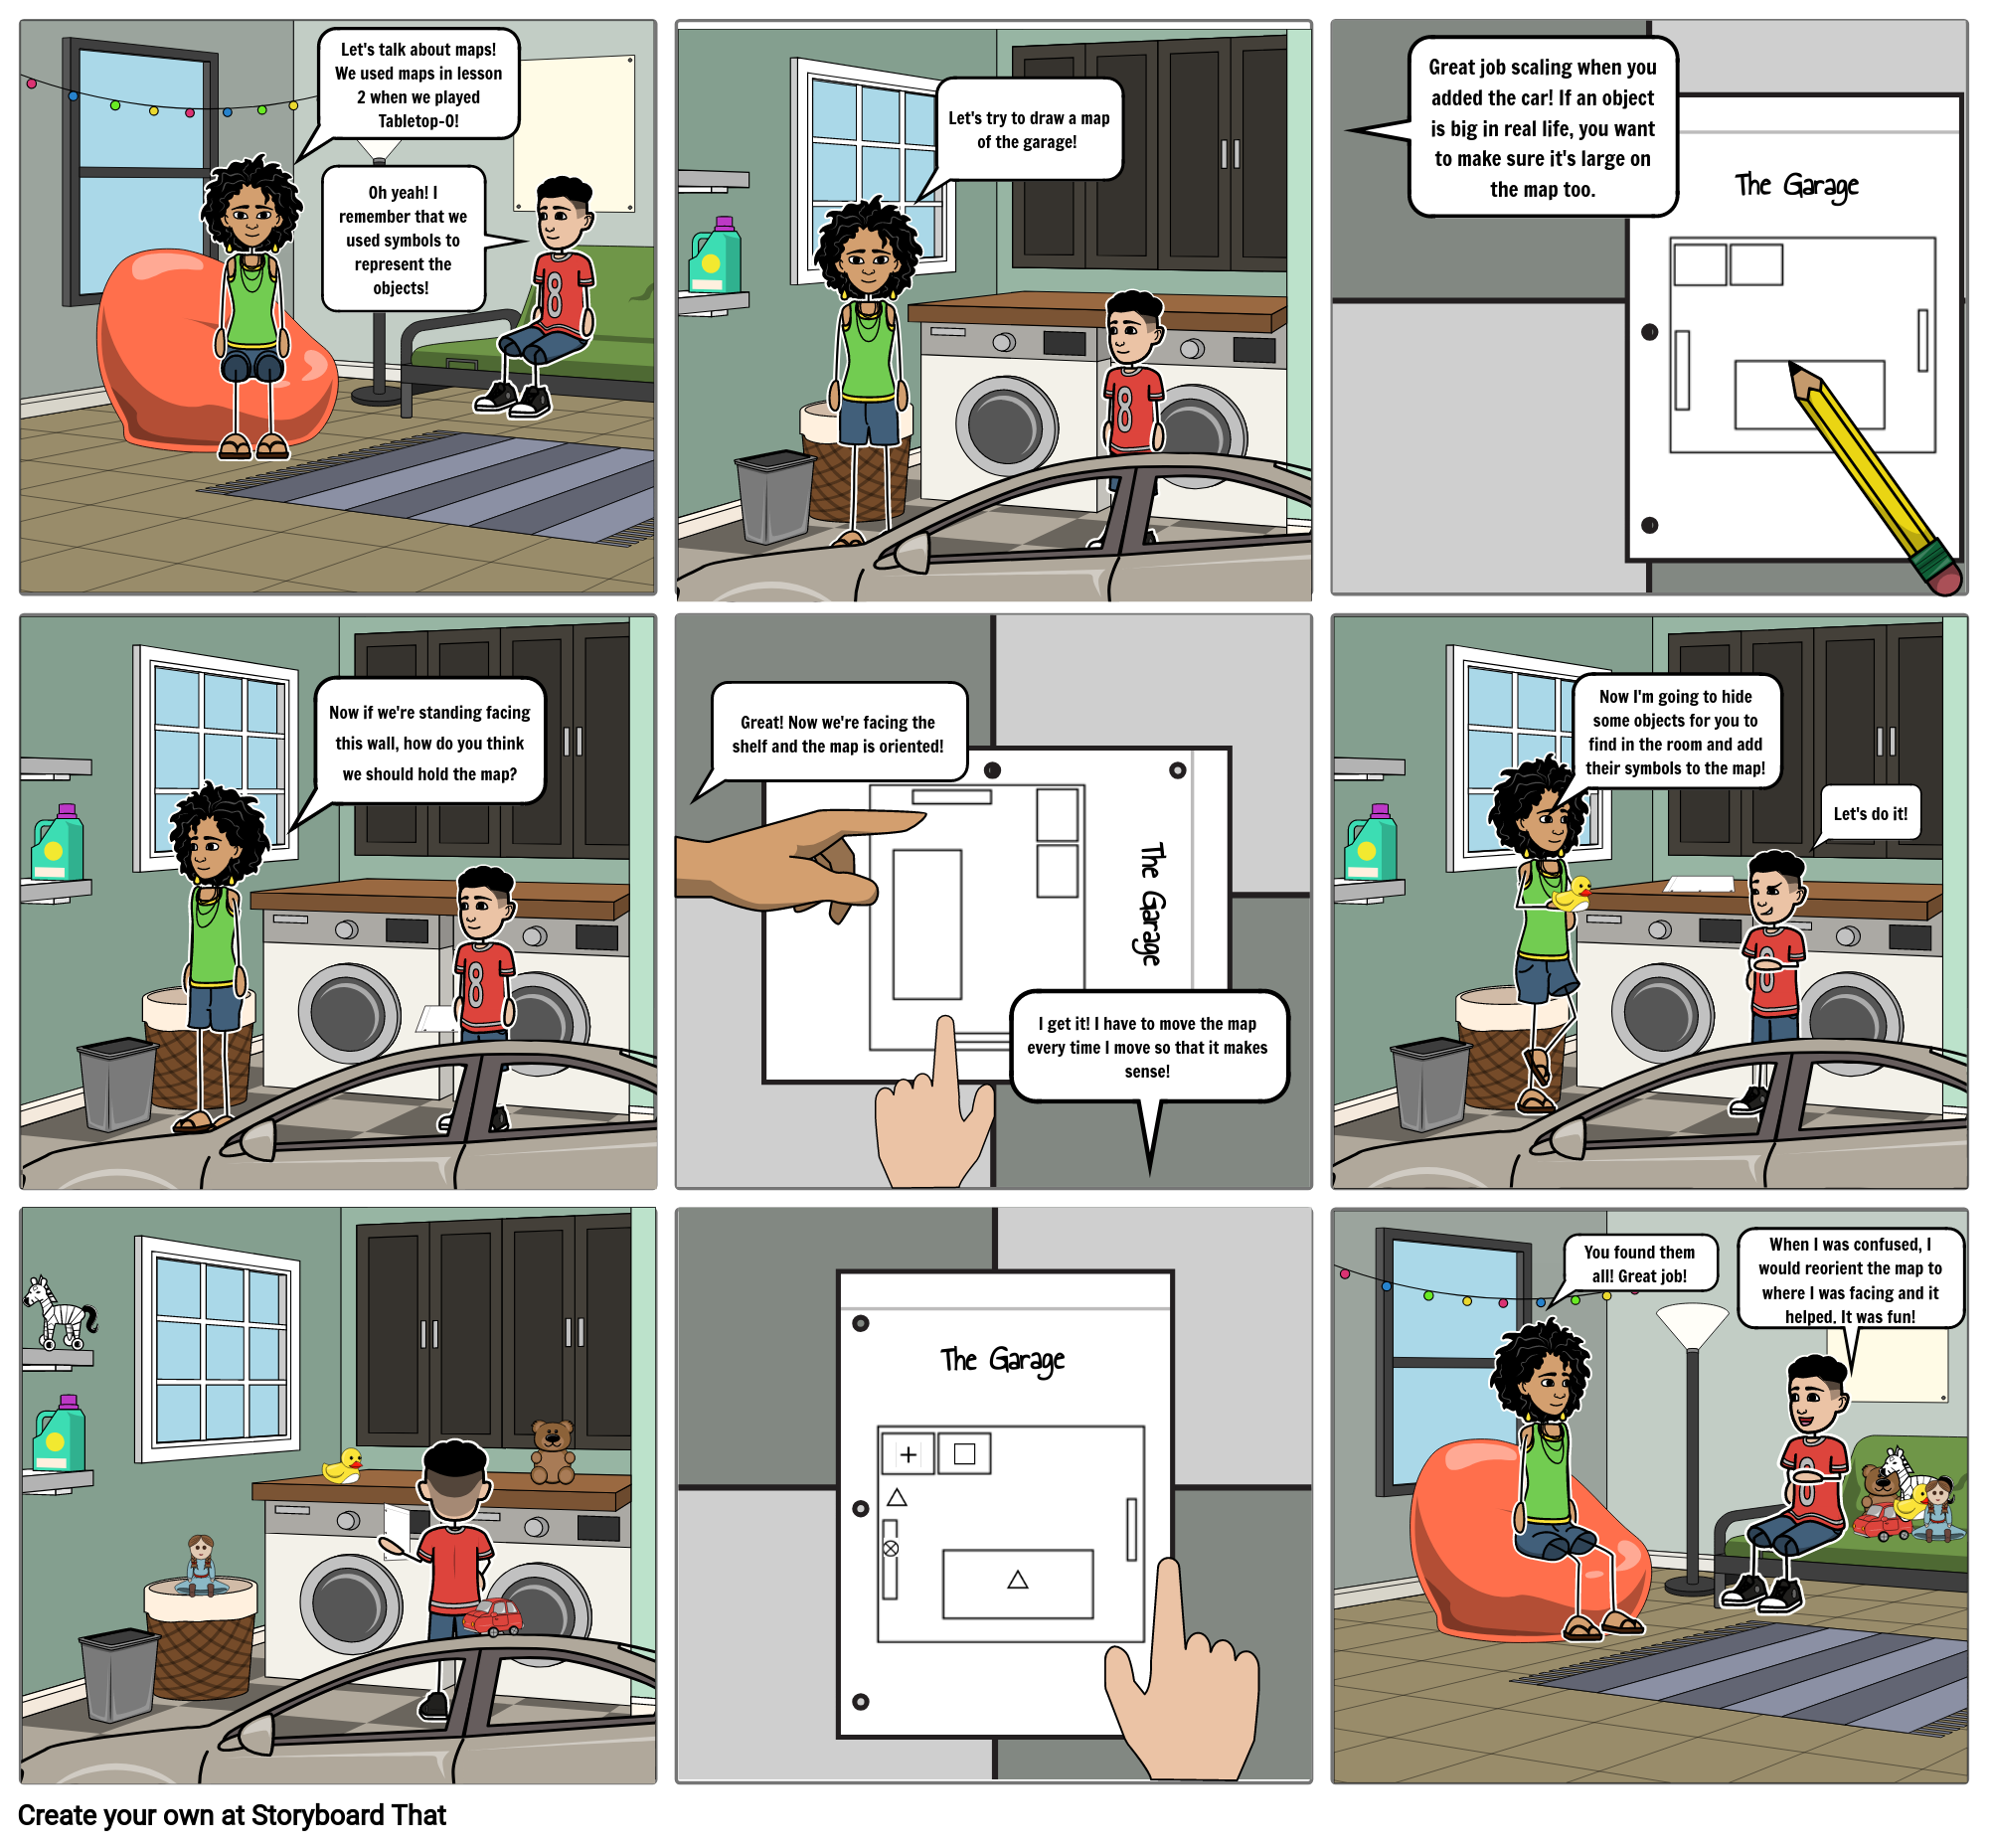 Let's talk about maps!
We used maps in lesson
2 when we played
Tabletop-O!
Oh yeah! I
remember that we
used symbols to
represent the
objects!
8
Let's try to draw a map
of the garage!
8
Great job scaling when you
added the car! If an object
is big in real life, you want
to make sure it's large on
the map too.
The Garage
Now if we're standing facing
this wall, how do you think
we should hold the map?
8
Great! Now we're facing the
shelf and the map is oriented!
The Garage
I get it! I have to move the map
every time I move so that it makes
sense!
Now I'm going to hide
some objects for you to
find in the room and add
their symbols to the map!
Let's do it!
The Garage
You found them
all! Great job!
When I was confused, I
would reorient the map to
where I was facing and it
helped. It was fun!
Create your own at Storyboard That